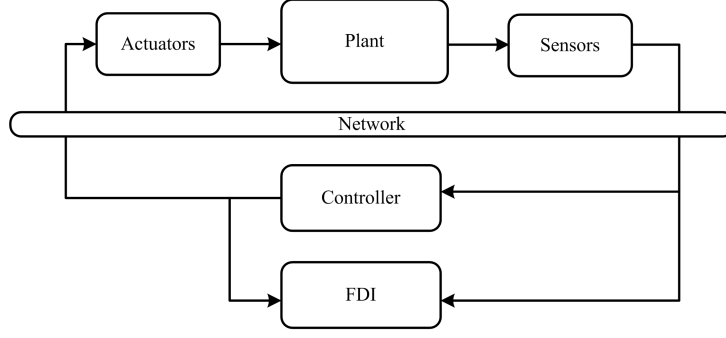 Actuators
Plant
Sensors
Network
Controller
FDI